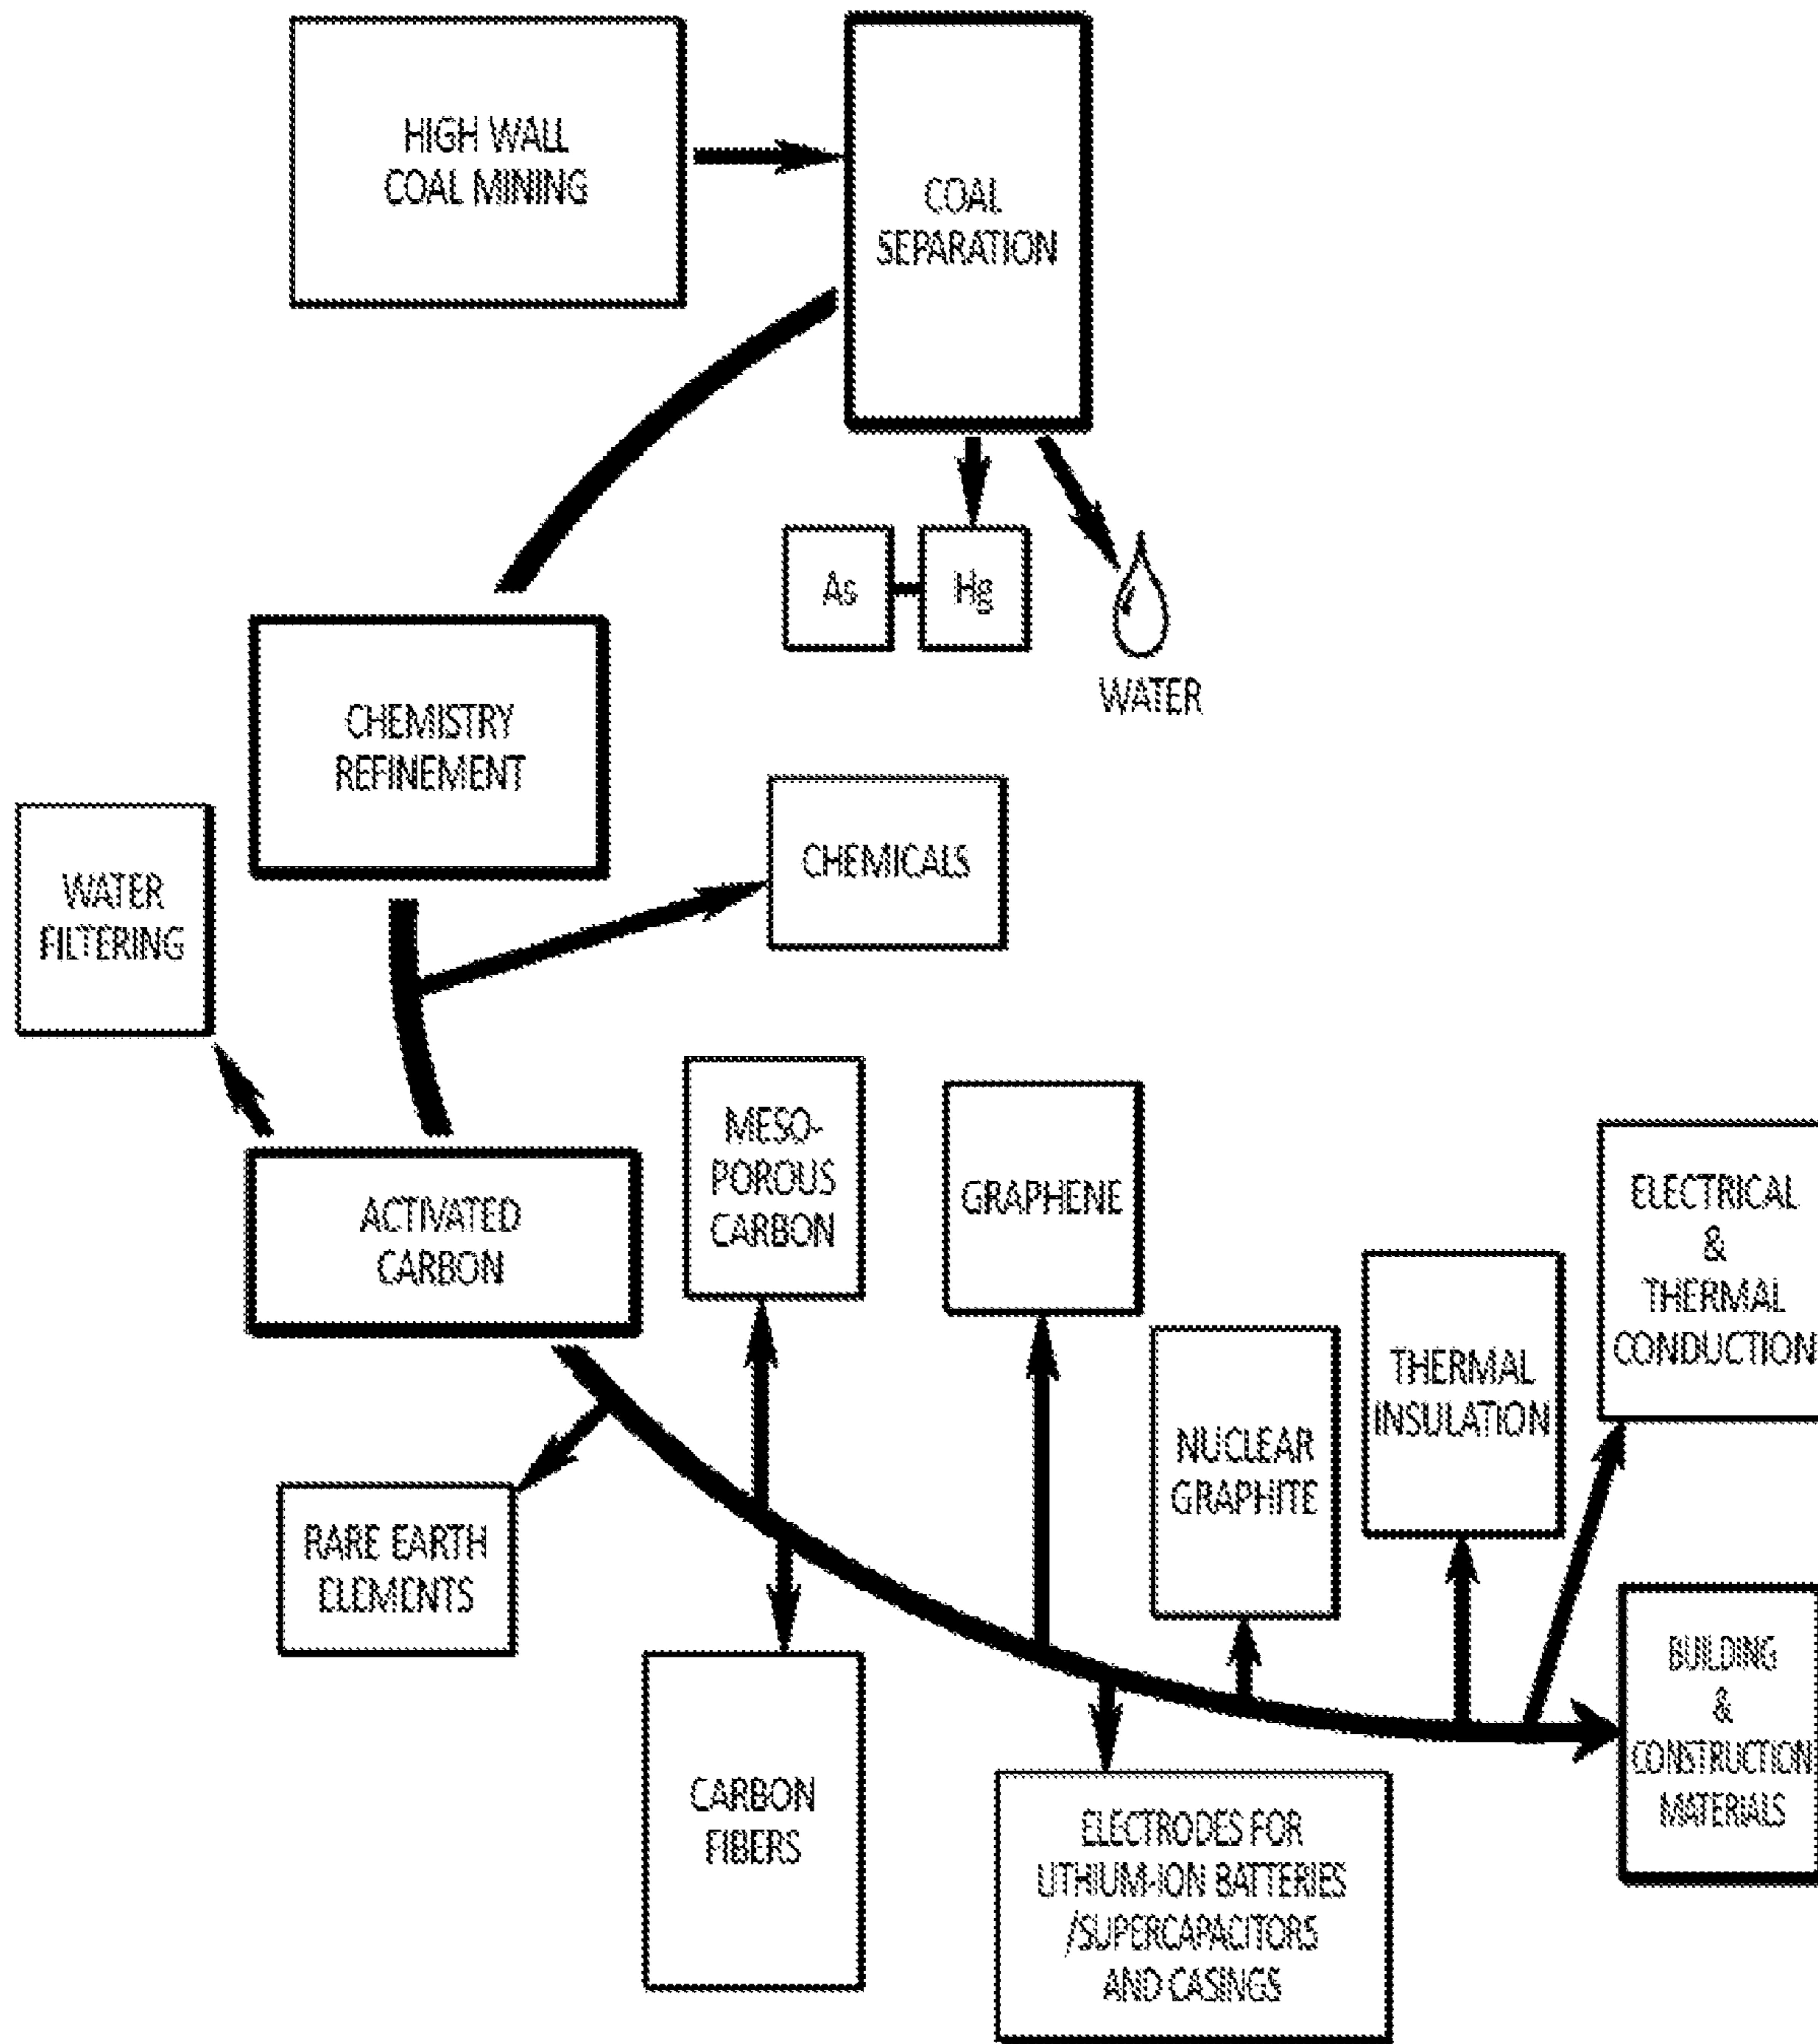 HIGH WALL
COAL MINING
COAL
SEPARATION
As
Hg
WATER
CHEMISTRY
REFINEMENT
CHEMICALS
WATER
FILTERING
ACTIVATED
CARBON
MESO-
POROUS
CARBON
GRAPHENE
ELECTRICAL
&
THERMAL
CONDUCTION
THERMAL
INSULATION
NUCLEAR
GRAPHITE
RARE EARTH
ELEMENTS
CARBON
FIBERS
ELECTRODES FOR
LITHIUM-ION BATTERIES
/SUPERCAPACITORS
AND CASINGS
BUILDING
&
CONSTRUCTION
MATERIALS